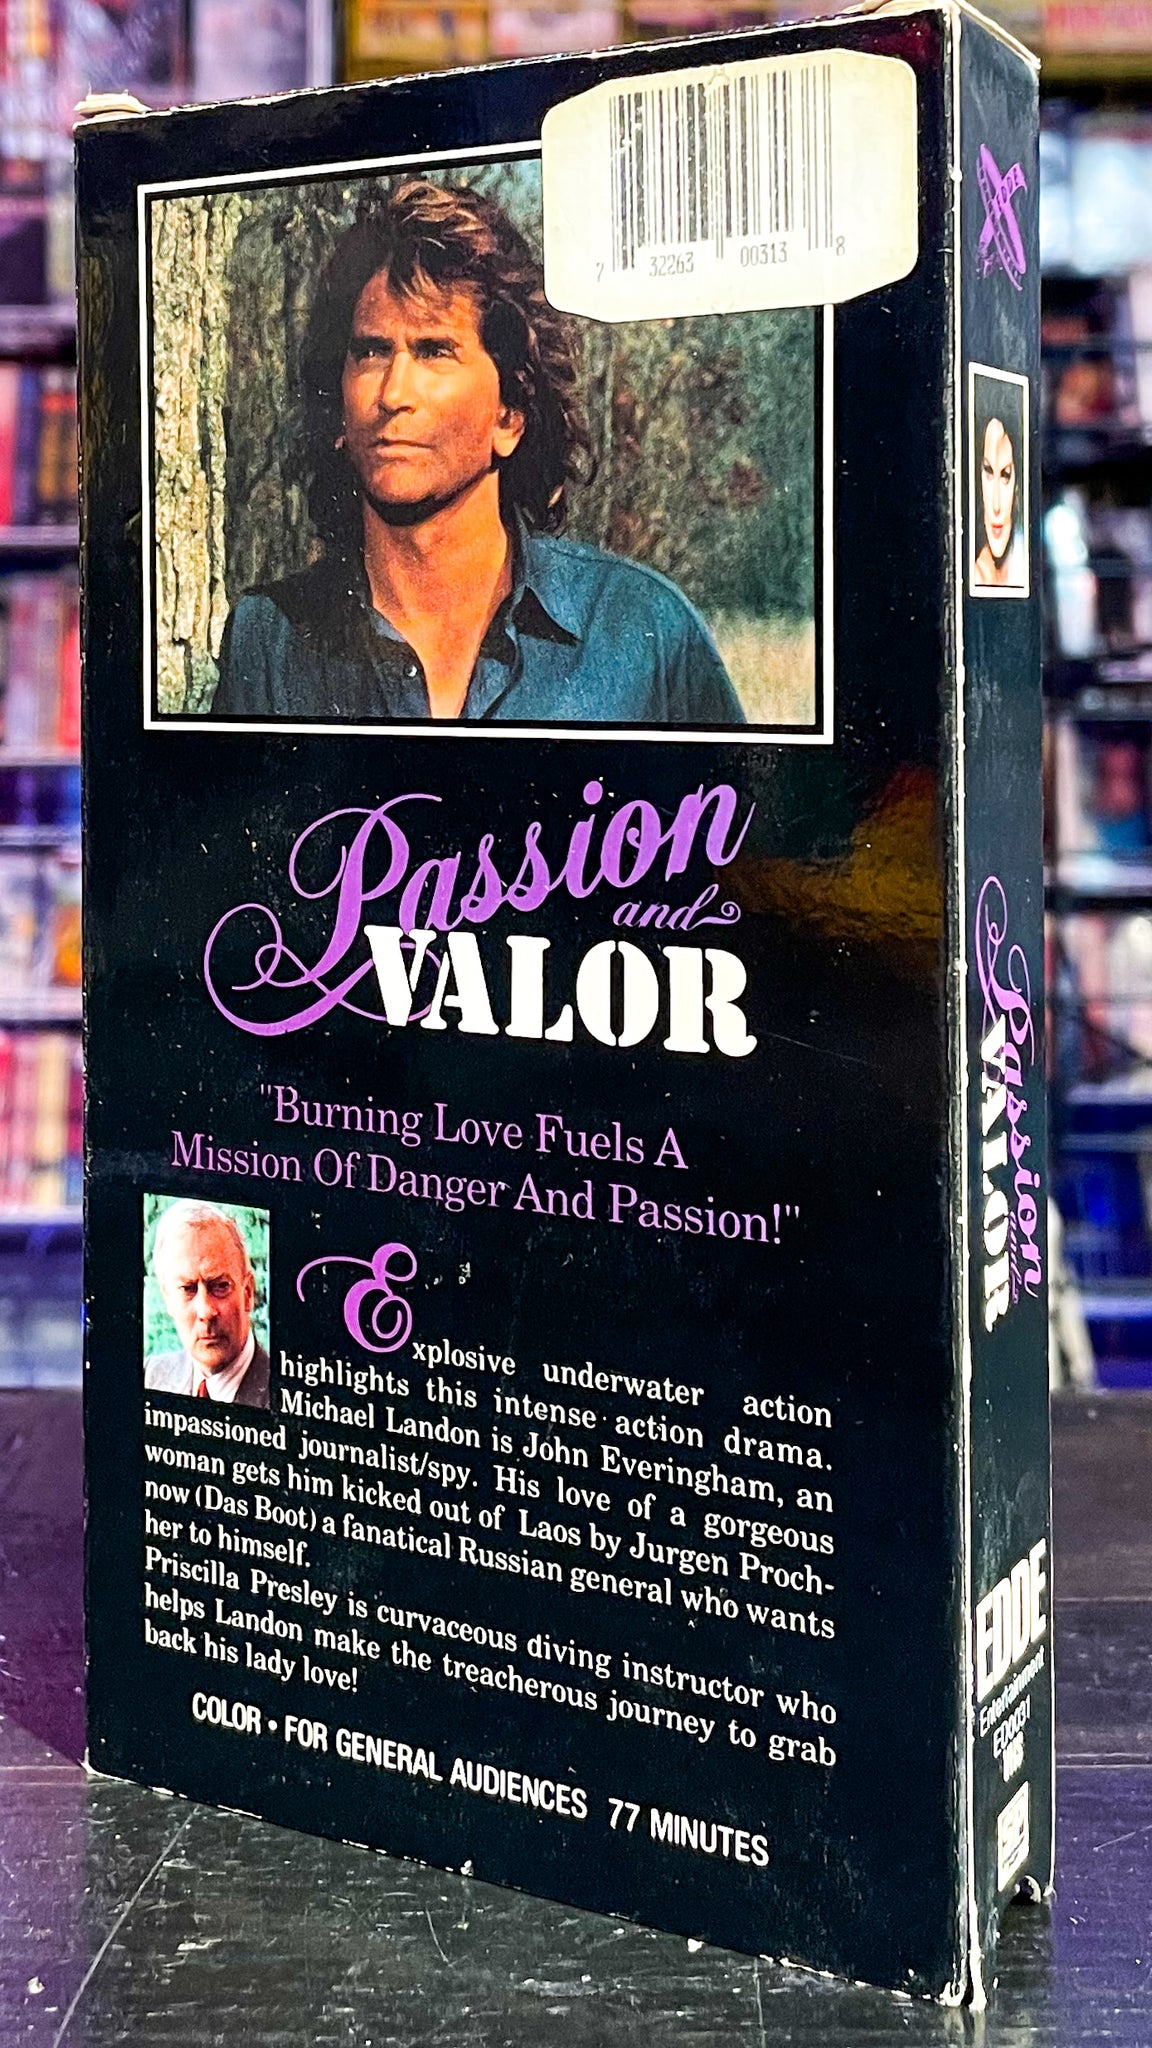 7 32263 00313 8
Passion
and
VALOR
"Burning Love Fuels A
Mission Of Danger And Passion!"
Explosive underwater action
highlights this intense action drama.
Michael Landon is John Everingham, an
impassioned journalist/spy. His love of a gorgeous
woman gets him kicked out of Laos by Jurgen Proch-
now (Das Boot) a fanatical Russian general who wants
her to himself.
Priscilla Presley is curvaceous diving instructor who
helps Landon make the treacherous journey to grab
back his lady love!
COLOR • FOR GENERAL AUDIENCES 77 MINUTES
Passion
and
VALOR
EDDE
Entertainment
ED0031
VHS